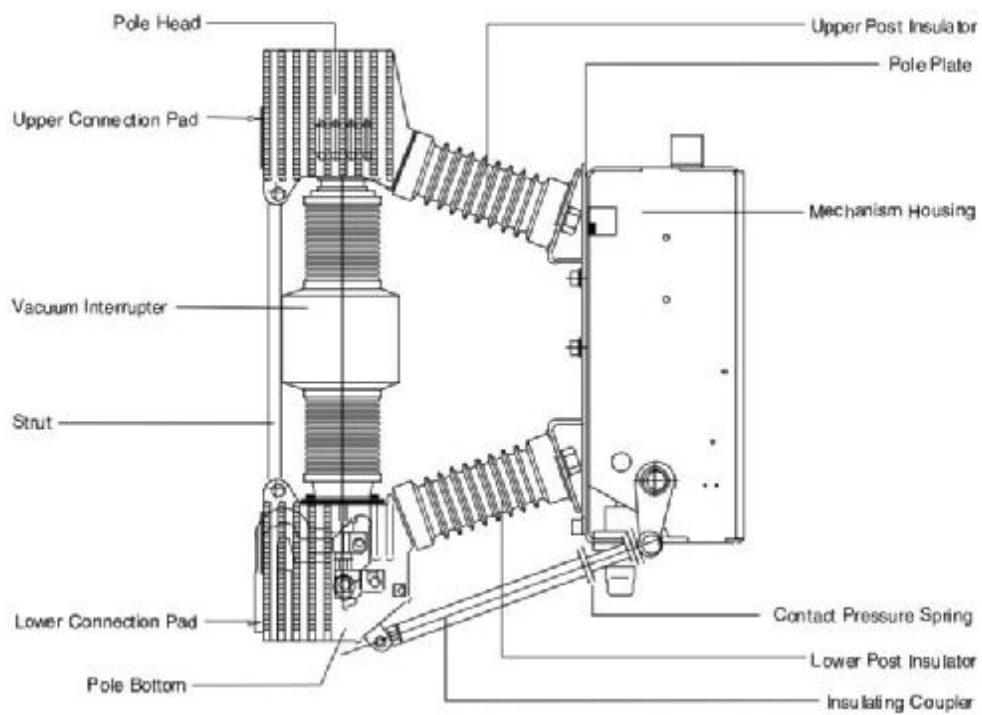 Pole Head
Upper Post Insulator
Pole Plate
Upper Connection Pad
Mechanism Housing
Vacuum Interrupter
Strut
Lower Connection Pad
Contact Pressure Spring
Lower Post Insulator
Pole Bottom
Insulating Coupler